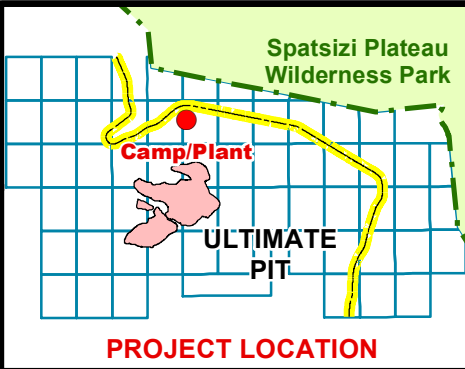 Spatsizi Plateau
Wilderness Park
Camp/Plant
ULTIMATE
PIT
PROJECT LOCATION